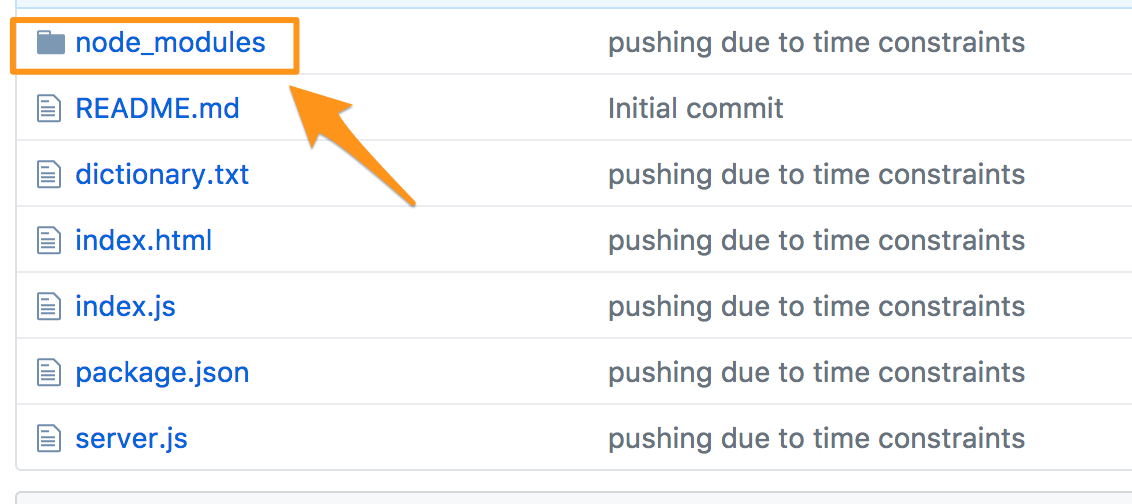 node_modules pushing due to time constraints
README.md Initial commit
dictionary.txt pushing due to time constraints
index.html pushing due to time constraints
index.js pushing due to time constraints
package.json pushing due to time constraints
server.js pushing due to time constraints